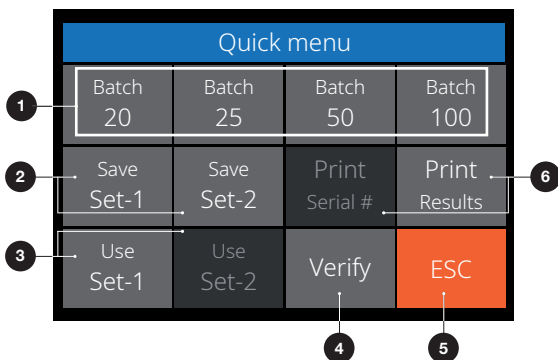 Quick menu
1
Batch Batch Batch Batch
20 25 50 100
2
Save Save Print Print
Set-1 Set-2 Serial # Results
6
3
Use Use Verify ESC
Set-1 Set-2
4 5